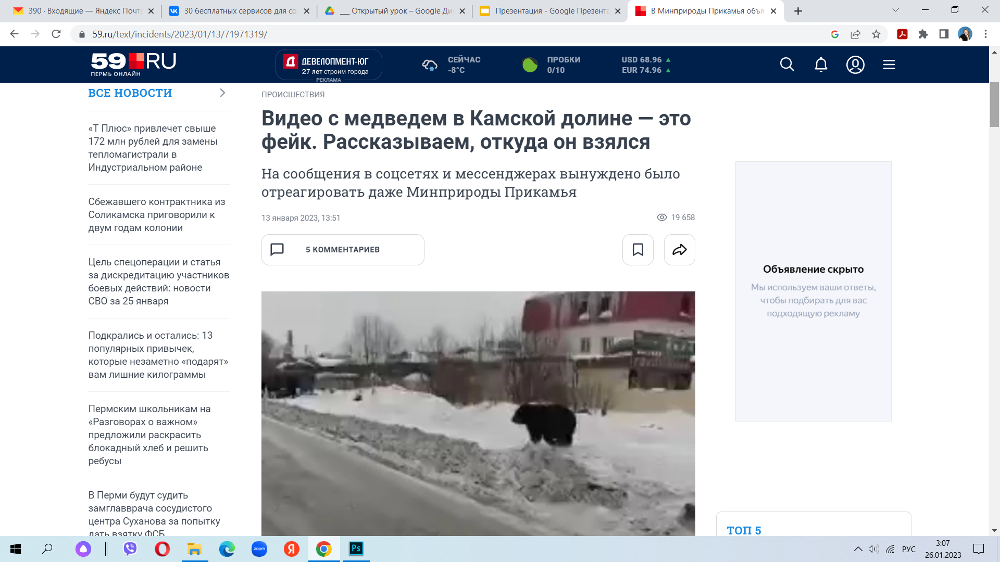 390 · Входящие — Яндекс Почта
30 бесплатных сервисов для со
___ Открытый урок – Google Ди
Презентация - Google Презента
В Минприроды Прикамья объя
59.ru/text/incidents/2023/01/13/71971319/
59 RU
ПЕРМЬ ОНЛАЙН
ДЕВЕЛОПМЕНТ-ЮГ
27 лет строим города
РЕКЛАМА
СЕЙЧАС
-8°C
ПРОБКИ
0/10
USD 68.96
EUR 74.96
ВСЕ НОВОСТИ
«Т Плюс» привлечет свыше
172 млн рублей для замены
тепломагистрали в
Индустриальном районе
Сбежавшего контрактника из
Соликамска приговорили к
двум годам колонии
Цель спецоперации и статья
за дискредитацию участников
боевых действий: новости
СВО за 25 января
Подкрались и остались: 13
популярных привычек,
которые незаметно «подарят»
вам лишние килограммы
Пермским школьникам на
«Разговорах о важном»
предложили раскрасить
блокадный хлеб и решить
ребусы
В Перми будут судить
замглавврача сосудистого
центра Суханова за попытку
дать взятку ФСБ
ПРОИСШЕСТВИЯ
Видео с медведем в Камской долине — это
фейк. Рассказываем, откуда он взялся
На сообщения в соцсетях и мессенджерах вынуждено было
отреагировать даже Минприроды Прикамья
13 января 2023, 13:51
19 658
5 КОММЕНТАРИЕВ
Объявление скрыто
Мы используем ваши ответы,
чтобы подбирать для вас
подходящую рекламу
ТОП 5
zoom
Я
Ps
РУС
3:07
26.01.2023